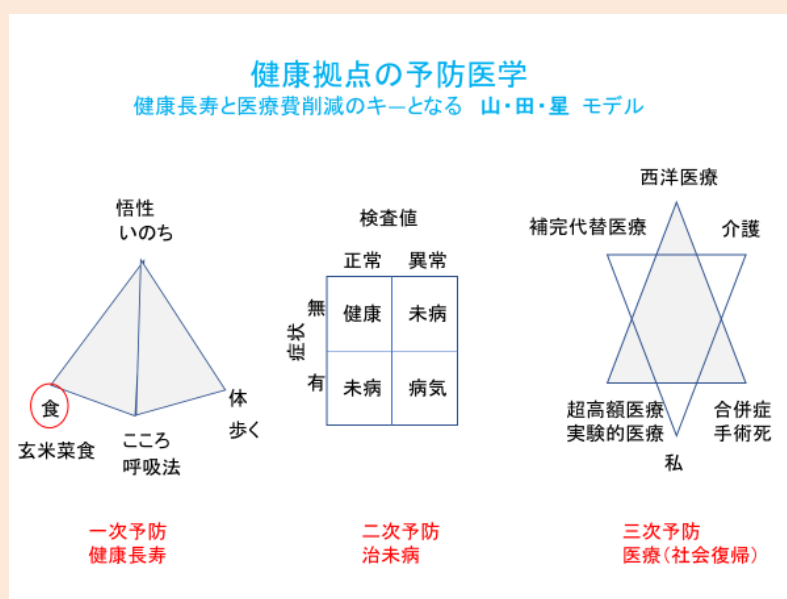 健康拠点の予防医学
健康長寿と医療費削減のキーとなる 山・田・星 モデル
悟性
いのち
食
玄米菜食
こころ
呼吸法
体
歩く
一次予防
健康長寿
検査値
正常 異常
症状
無 健康 未病
有 未病 病気
二次予防
治未病
西洋医療
補完代替医療 介護
超高額医療 合併症
実験的医療 手術死
私
三次予防
医療(社会復帰)